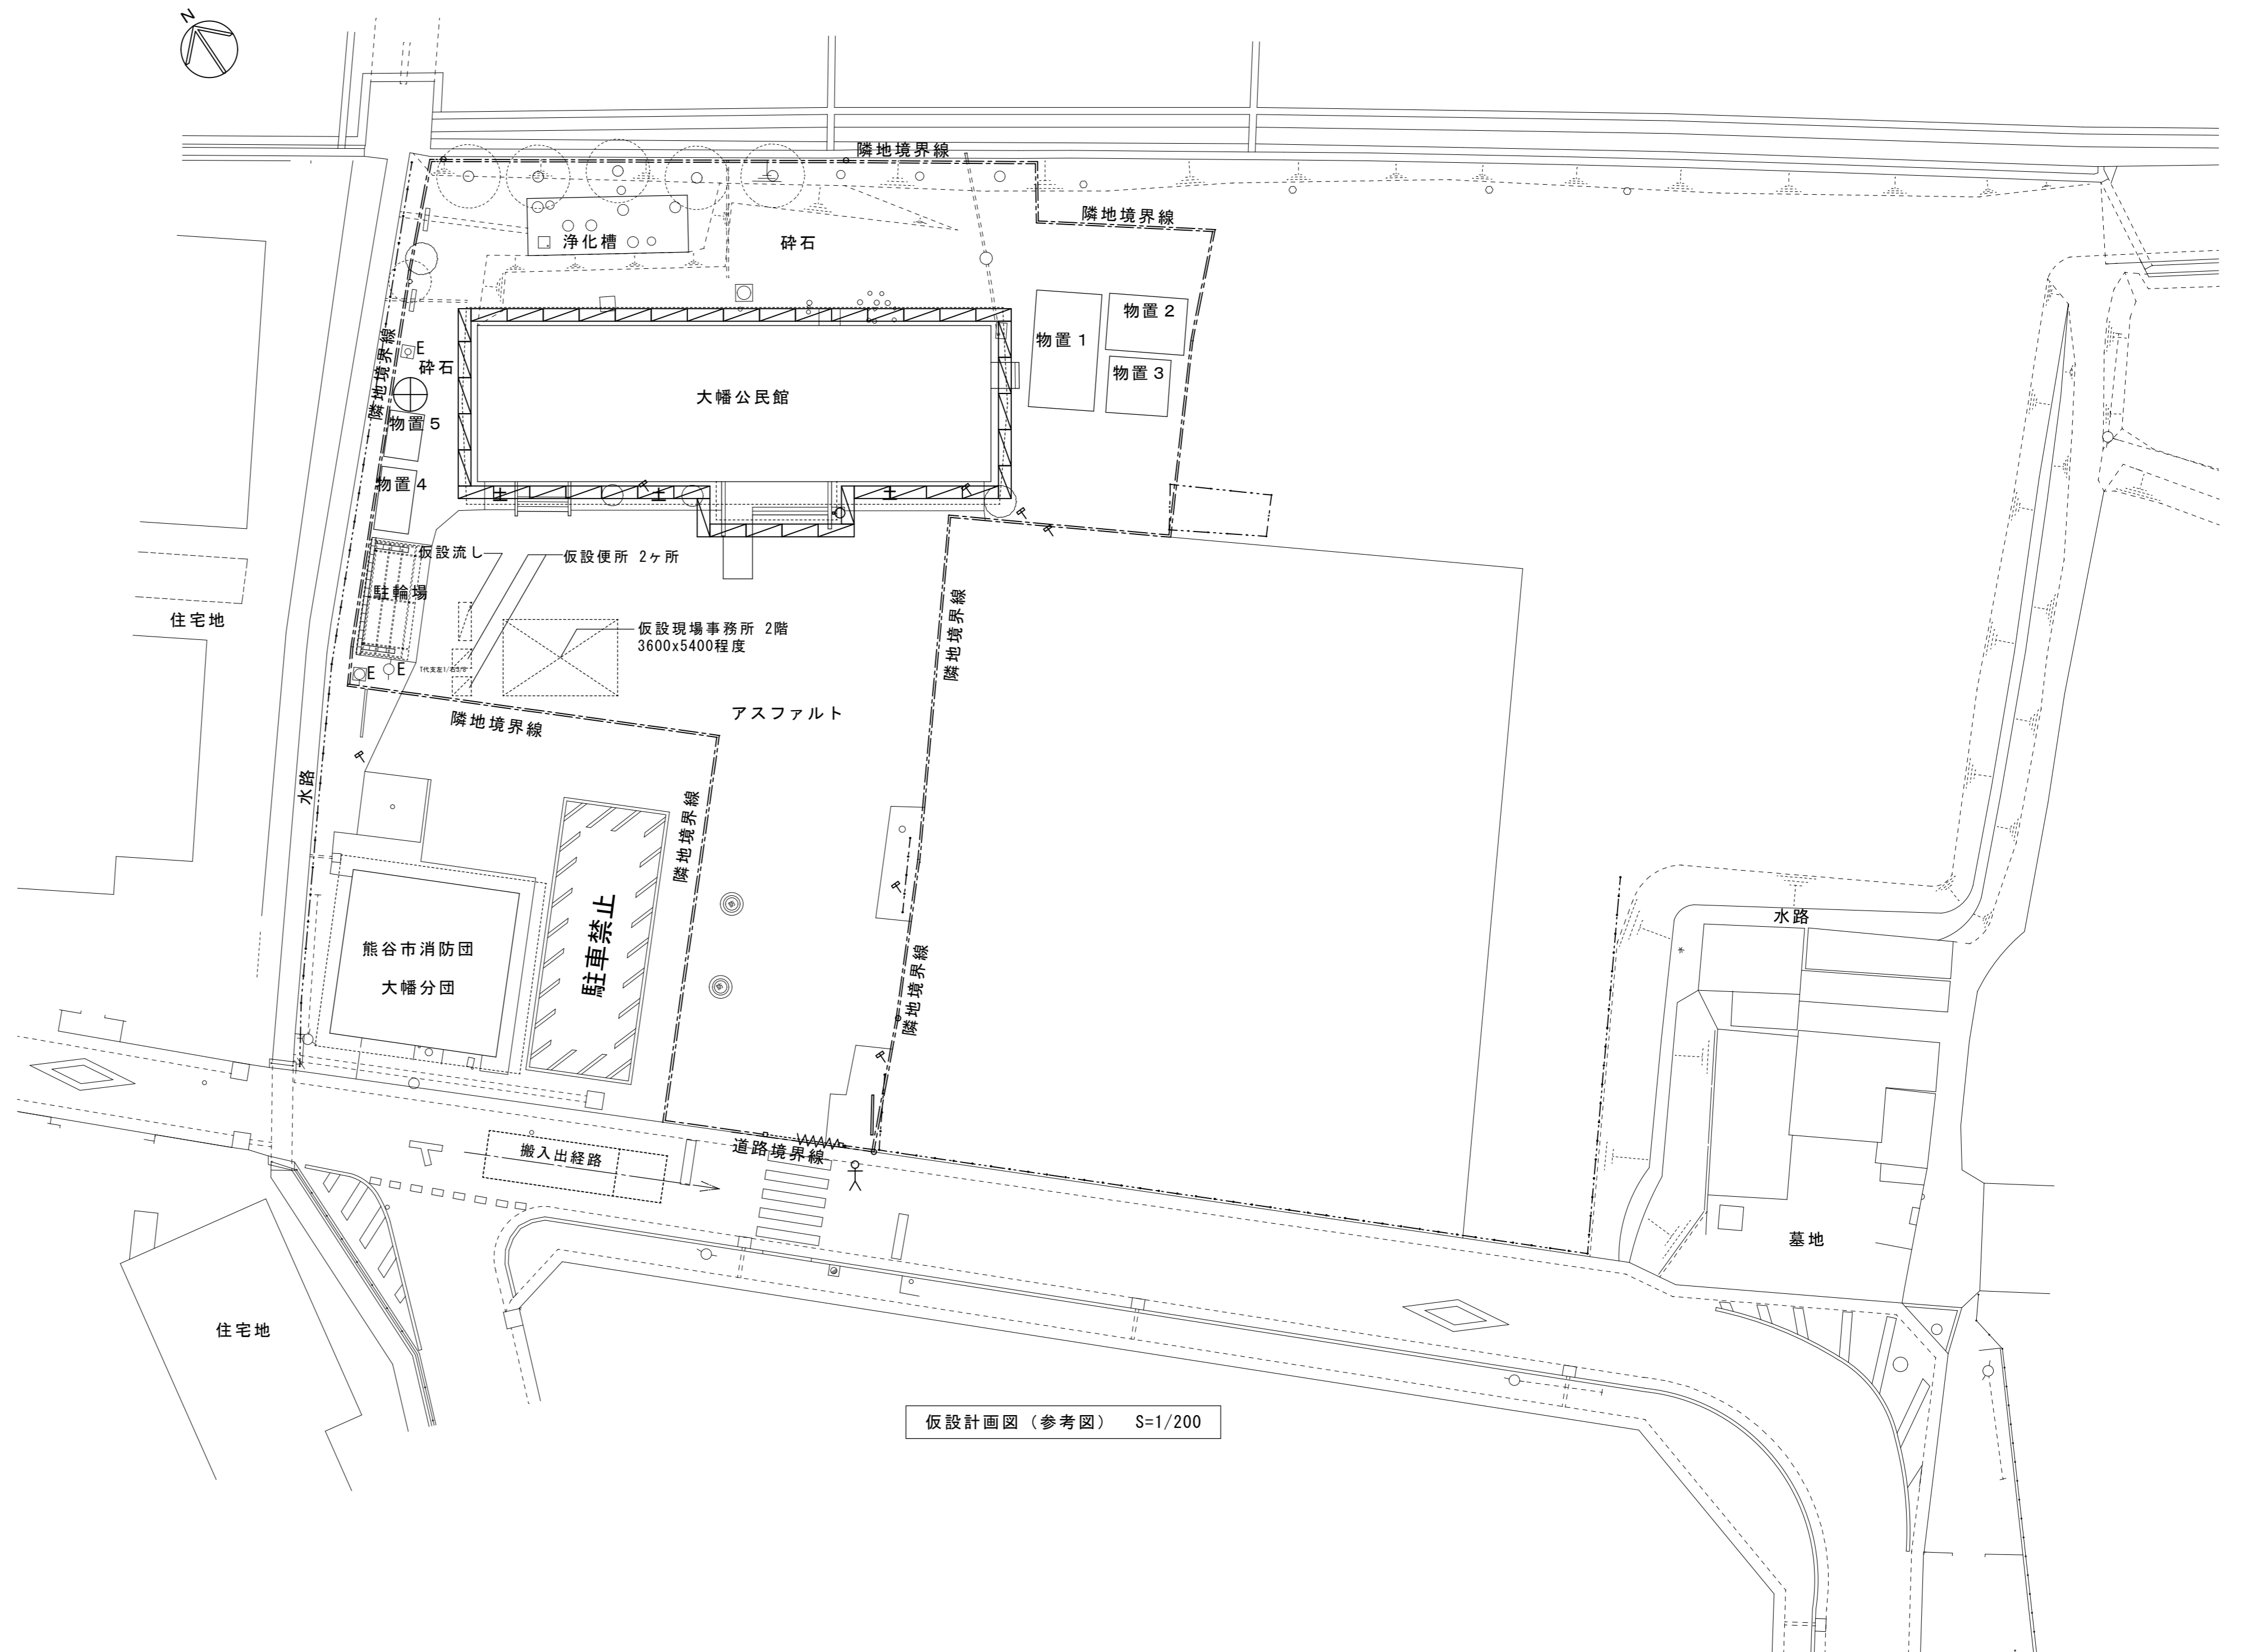 N
隣地境界線
隣地境界線
浄化槽
砕石
物置1
物置2
物置3
隣地境界線
E
砕石
大幡公民館
物置5
物置4
仮設流し
仮設便所 2ヶ所
駐輪場
住宅地
仮設現場事務所 2階
3600x5400程度
隣地境界線
E
E
アスファルト
隣地境界線
水路
隣地境界線
駐車禁止
熊谷市消防団
大幡分団
隣地境界線
水路
道路境界線
搬入出経路
墓地
住宅地
仮設計画図(参考図) S=1/200